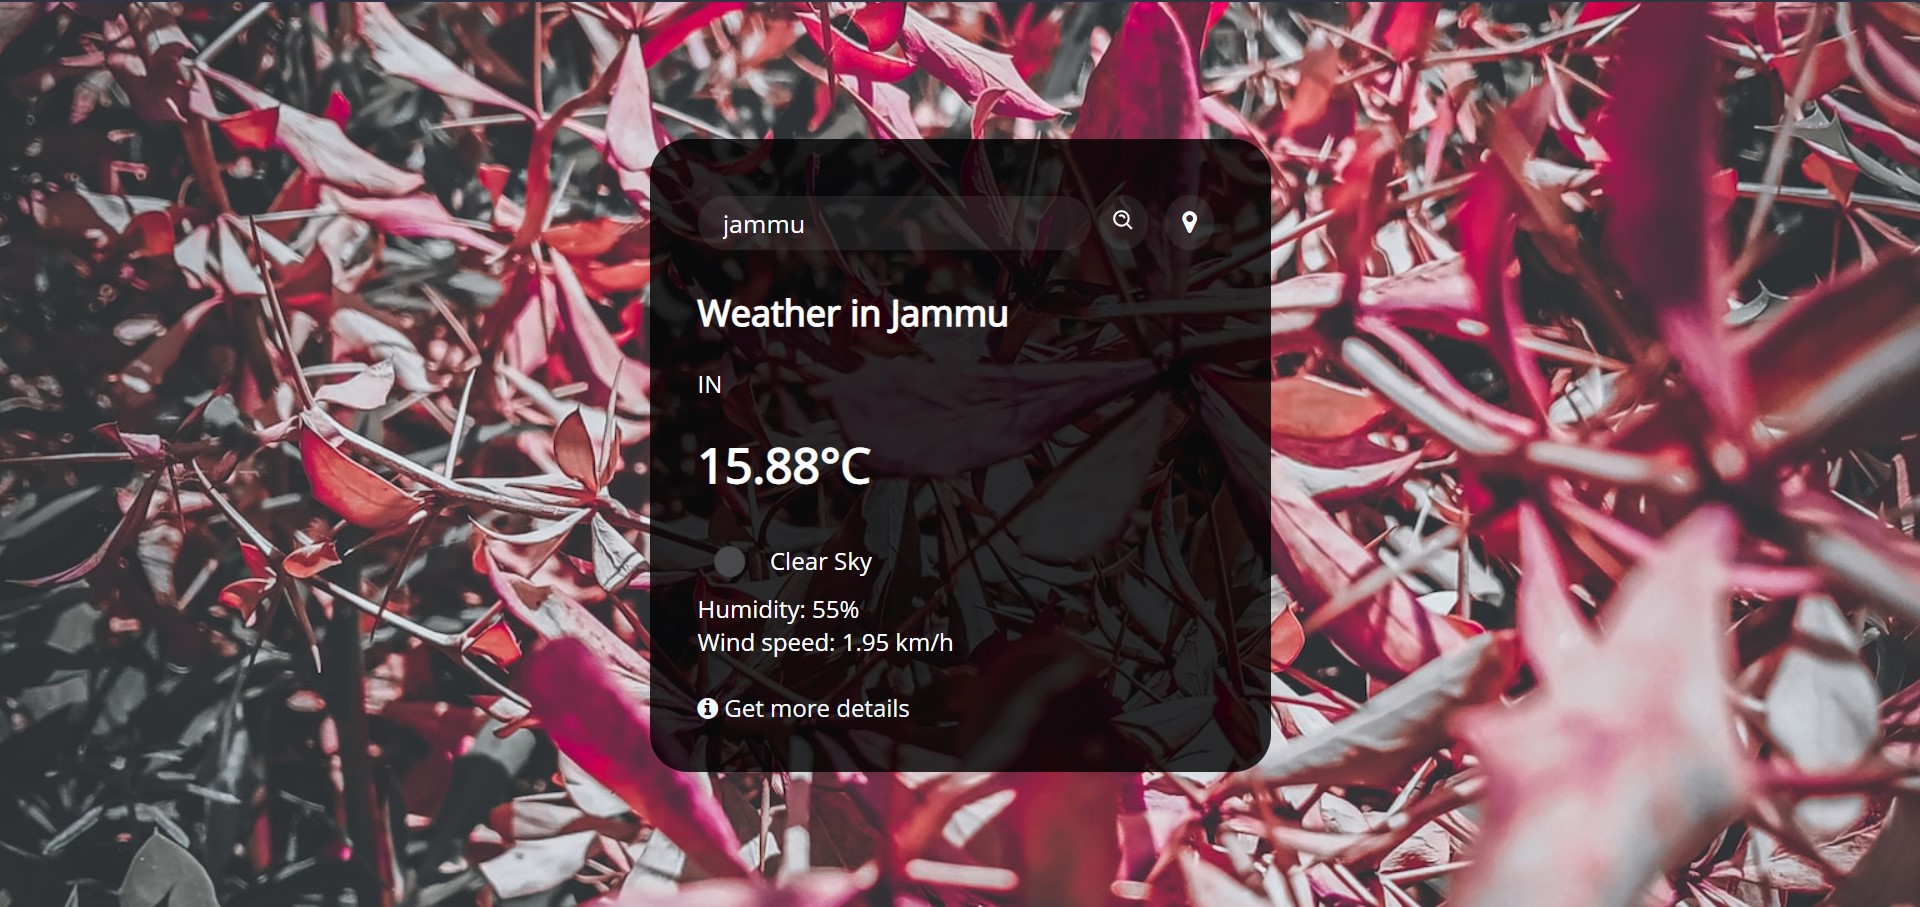 jammu
Weather in Jammu
IN
15.88°C
Clear Sky
Humidity: 55%
Wind speed: 1.95 km/h
Get more details